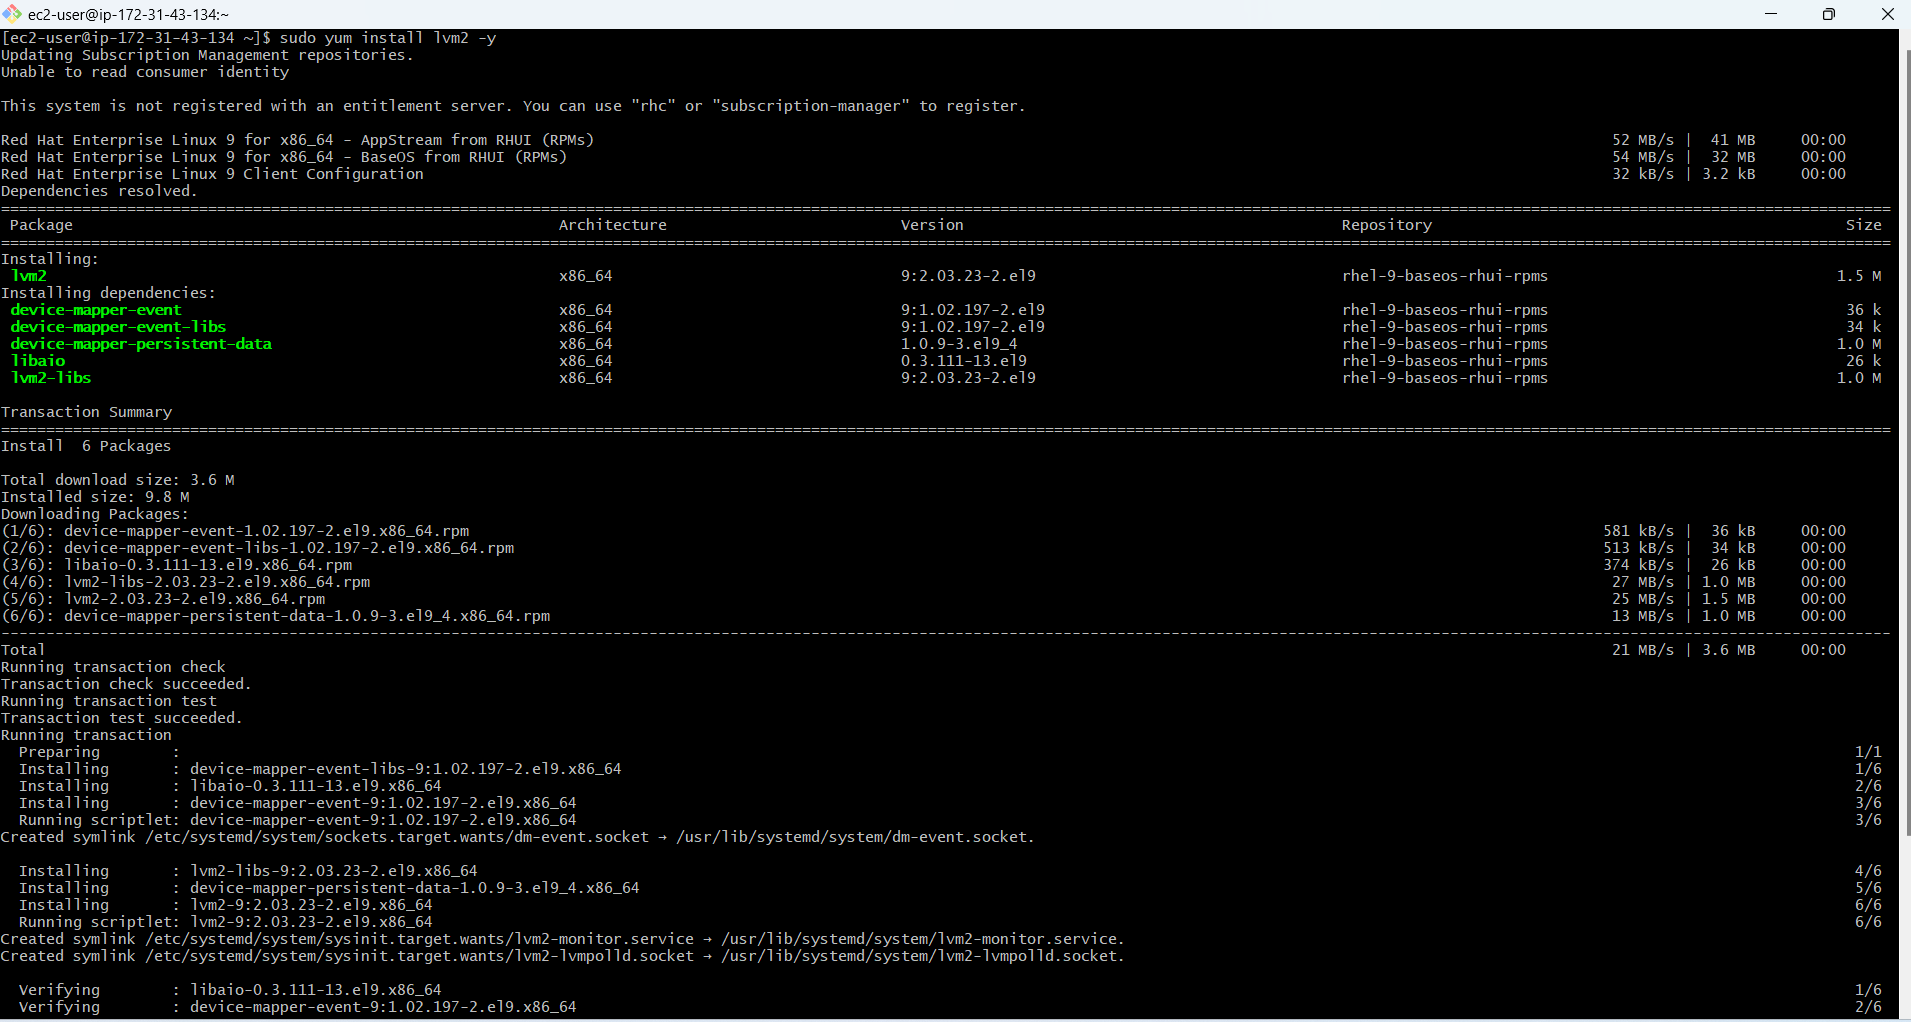 ec2-user@ip-172-31-43-134:~
[ec2-user@ip-172-31-43-134 ~]$ sudo yum install lvm2 -y
Updating Subscription Management repositories.
Unable to read consumer identity
This system is not registered with an entitlement server. You can use "rhc" or "subscription-manager" to register.
Red Hat Enterprise Linux 9 for x86_64 - AppStream from RHUI (RPMs) 52 MB/s | 41 MB 00:00
Red Hat Enterprise Linux 9 for x86_64 - BaseOS from RHUI (RPMs) 54 MB/s | 32 MB 00:00
Red Hat Enterprise Linux 9 Client Configuration 32 kB/s | 3.2 kB 00:00
Dependencies resolved.
Package Architecture Version Repository Size
Installing:
lvm2 x86_64 9:2.03.23-2.el9 rhel-9-baseos-rhui-rpms 1.5 M
Installing dependencies:
device-mapper-event x86_64 9:1.02.197-2.el9 rhel-9-baseos-rhui-rpms 36 k
device-mapper-event-libs x86_64 9:1.02.197-2.el9 rhel-9-baseos-rhui-rpms 34 k
device-mapper-persistent-data x86_64 1.0.9-3.el9_4 rhel-9-baseos-rhui-rpms 1.0 M
libaio x86_64 0.3.111-13.el9 rhel-9-baseos-rhui-rpms 26 k
lvm2-libs x86_64 9:2.03.23-2.el9 rhel-9-baseos-rhui-rpms 1.0 M
Transaction Summary
Install 6 Packages
Total download size: 3.6 M
Installed size: 9.8 M
Downloading Packages:
(1/6): device-mapper-event-1.02.197-2.el9.x86_64.rpm 581 kB/s | 36 kB 00:00
(2/6): device-mapper-event-libs-1.02.197-2.el9.x86_64.rpm 513 kB/s | 34 kB 00:00
(3/6): libaio-0.3.111-13.el9.x86_64.rpm 374 kB/s | 26 kB 00:00
(4/6): lvm2-libs-2.03.23-2.el9.x86_64.rpm 27 MB/s | 1.0 MB 00:00
(5/6): lvm2-2.03.23-2.el9.x86_64.rpm 25 MB/s | 1.5 MB 00:00
(6/6): device-mapper-persistent-data-1.0.9-3.el9_4.x86_64.rpm 13 MB/s | 1.0 MB 00:00
Total 21 MB/s | 3.6 MB 00:00
Running transaction check
Transaction check succeeded.
Running transaction test
Transaction test succeeded.
Running transaction
Preparing : 1/1
Installing : device-mapper-event-libs-9:1.02.197-2.el9.x86_64 1/6
Installing : libaio-0.3.111-13.el9.x86_64 2/6
Installing : device-mapper-event-9:1.02.197-2.el9.x86_64 3/6
Running scriptlet: device-mapper-event-9:1.02.197-2.el9.x86_64 3/6
Created symlink /etc/systemd/system/sockets.target.wants/dm-event.socket → /usr/lib/systemd/system/dm-event.socket.
Installing : lvm2-libs-9:2.03.23-2.el9.x86_64 4/6
Installing : device-mapper-persistent-data-1.0.9-3.el9_4.x86_64 5/6
Installing : lvm2-9:2.03.23-2.el9.x86_64 6/6
Running scriptlet: lvm2-9:2.03.23-2.el9.x86_64 6/6
Created symlink /etc/systemd/system/sysinit.target.wants/lvm2-monitor.service → /usr/lib/systemd/system/lvm2-monitor.service.
Created symlink /etc/systemd/system/sysinit.target.wants/lvm2-lvmpolld.socket → /usr/lib/systemd/system/lvm2-lvmpolld.socket.
Verifying : libaio-0.3.111-13.el9.x86_64 1/6
Verifying : device-mapper-event-9:1.02.197-2.el9.x86_64 2/6